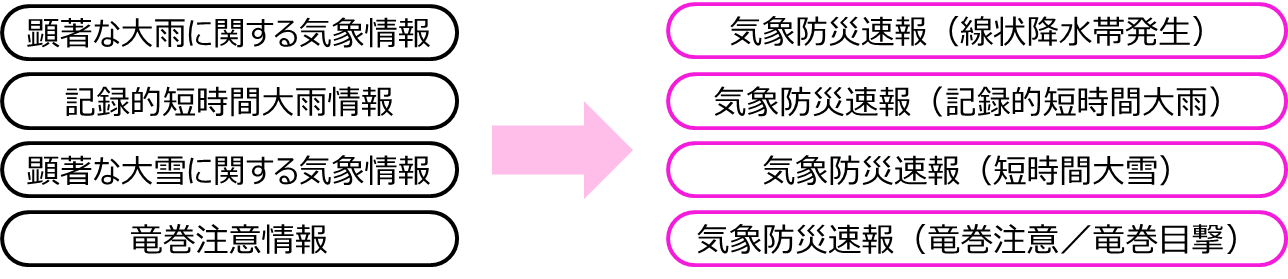 顕著な大雨に関する気象情報
記録的短時間大雨情報
顕著な大雪に関する気象情報
竜巻注意情報
気象防災速報（線状降水帯発生）
気象防災速報（記録的短時間大雨）
気象防災速報（短時間大雪）
気象防災速報（竜巻注意／竜巻目撃）